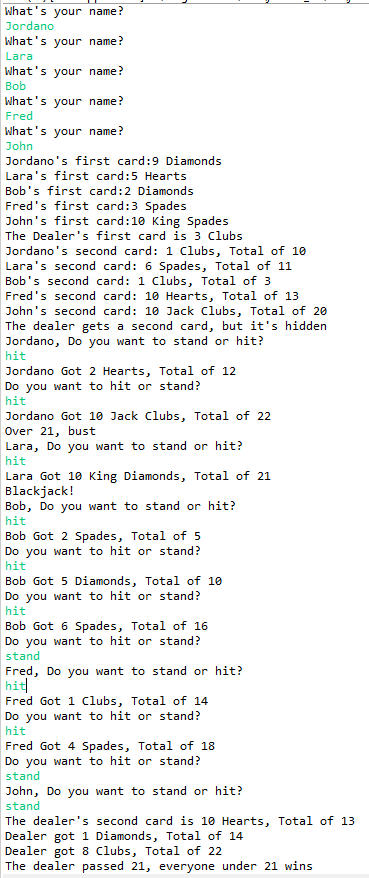 What's your name?
Jordano
What's your name?
Lara
What's your name?
Bob
What's your name?
Fred
What's your name?
John
Jordano's first card:9 Diamonds
Lara's first card:5 Hearts
Bob's first card:2 Diamonds
Fred's first card:3 Spades
John's first card:10 King Spades
The Dealer's first card is 3 Clubs
Jordano's second card: 1 Clubs, Total of 10
Lara's second card: 6 Spades, Total of 11
Bob's second card: 1 Clubs, Total of 3
Fred's second card: 10 Hearts, Total of 13
John's second card: 10 Jack Clubs, Total of 20
The dealer gets a second card, but it's hidden
Jordano, Do you want to stand or hit?
hit
Jordano Got 2 Hearts, Total of 12
Do you want to hit or stand?
hit
Jordano Got 10 Jack Clubs, Total of 22
Over 21, bust
Lara, Do you want to stand or hit?
hit
Lara Got 10 King Diamonds, Total of 21
Blackjack!
Bob, Do you want to stand or hit?
hit
Bob Got 2 Spades, Total of 5
Do you want to hit or stand?
hit
Bob Got 5 Diamonds, Total of 10
Do you want to hit or stand?
hit
Bob Got 6 Spades, Total of 16
Do you want to hit or stand?
stand
Fred, Do you want to stand or hit?
hit
Fred Got 1 Clubs, Total of 14
Do you want to hit or stand?
hit
Fred Got 4 Spades, Total of 18
Do you want to hit or stand?
stand
John, Do you want to stand or hit?
stand
The dealer's second card is 10 Hearts, Total of 13
Dealer got 1 Diamonds, Total of 14
Dealer got 8 Clubs, Total of 22
The dealer passed 21, everyone under 21 wins